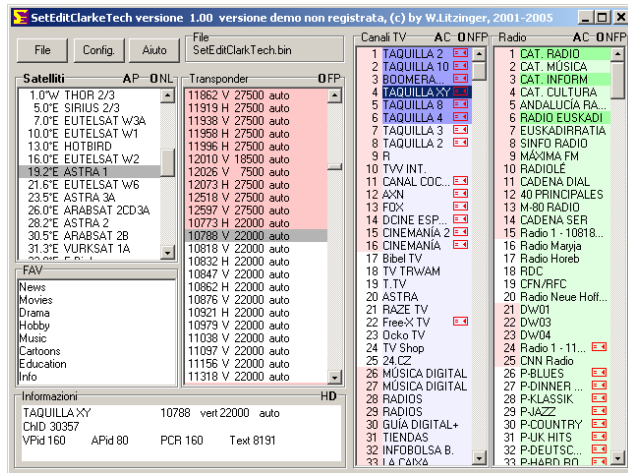 SetEditClarkeTech versione 1.00 versione demo non registrata, (c) by W.Litzinger, 2001-2005
File
Config.
Aiuto
File
SetEditClarkTech.bin
Satelliti AP-ONL
1.0°W THOR 2/3
5.0°E SIRIUS 2/3
7.0°E EUTELSAT W3A
10.0°E EUTELSAT W1
13.0°E HOTBIRD
16.0°E EUTELSAT W2
19.2°E ASTRA 1
21.6°E EUTELSAT W6
23.5°E ASTRA 3A
26.0°E ARABSAT 2CD3A
28.2°E ASTRA 2
30.5°E ARABSAT 2B
31.3°E VURKSAT 1A
FAV
News
Movies
Drama
Hobby
Music
Cartoons
Education
Info
Transponder OFP
11862 V 27500 auto
11919 H 27500 auto
11938 V 27500 auto
11958 H 27500 auto
11996 H 27500 auto
12010 V 18500 auto
12026 V 7500 auto
12073 H 27500 auto
12518 V 27500 auto
12597 V 27500 auto
10773 H 22000 auto
10788 V 22000 auto
10818 V 22000 auto
10832 H 22000 auto
10847 V 22000 auto
10862 H 22000 auto
10876 V 22000 auto
10921 H 22000 auto
10979 V 22000 auto
11038 V 22000 auto
11097 V 22000 auto
11156 V 22000 auto
11318 V 22000 auto
Informazioni HD-
TAQUILLA XY 10788 vert 22000 auto
ChID 30357
VPid 160 APid 80 PCR 160 Text 8191
Canali TV AC-ONFP
1 TAQUILLA 2
2 TAQUILLA 10
3 BOOMERA...
4 TAQUILLA XY
5 TAQUILLA 8
6 TAQUILLA 4
7 TAQUILLA 3
8 TAQUILLA 2
9 R
10 TVV INT.
11 CANAL COC...
12 AXN
13 FOX
14 DCINE ESP...
15 CINEMANÍA 2
16 CINEMANÍA
17 Bibel TV
18 TV TRWAM
19 T.TV
20 ASTRA
21 RAZE TV
22 Free-X TV
23 Ocko TV
24 TV Shop
25 24.CZ
26 MÚSICA DIGITAL
27 MÚSICA DIGITAL
28 RADIOS
29 RADIOS
30 GUÍA DIGITAL+
31 TIENDAS
32 INFOBOLSA B.
33 LA CAIXA
Radio AC-ONFP
1 CAT. RADIO
2 CAT. MÚSICA
3 CAT. INFORM
4 CAT. CULTURA
5 ANDALUCÍA RA...
6 RADIO EUSKADI
7 EUSKADIRRATIA
8 SINFO RADIO
9 MÁXIMA FM
10 RADIOLÉ
11 CADENA DIAL
12 40 PRINCIPALES
13 M-80 RADIO
14 CADENA SER
15 Radio 1 - 10818...
16 Radio Maryja
17 Radio Horeb
18 RDC
19 CFN/RFC
20 Radio Neue Hoff...
21 DW01
22 DW03
23 DW04
24 Radio 1 - 11...
25 CNN Radio
26 P-BLUES
27 P-DINNER ...
28 P-KLASSIK
29 P-JAZZ
30 P-COUNTRY
31 P-UK HITS
32 P-DEUTSC...
33 P-HARD RO...